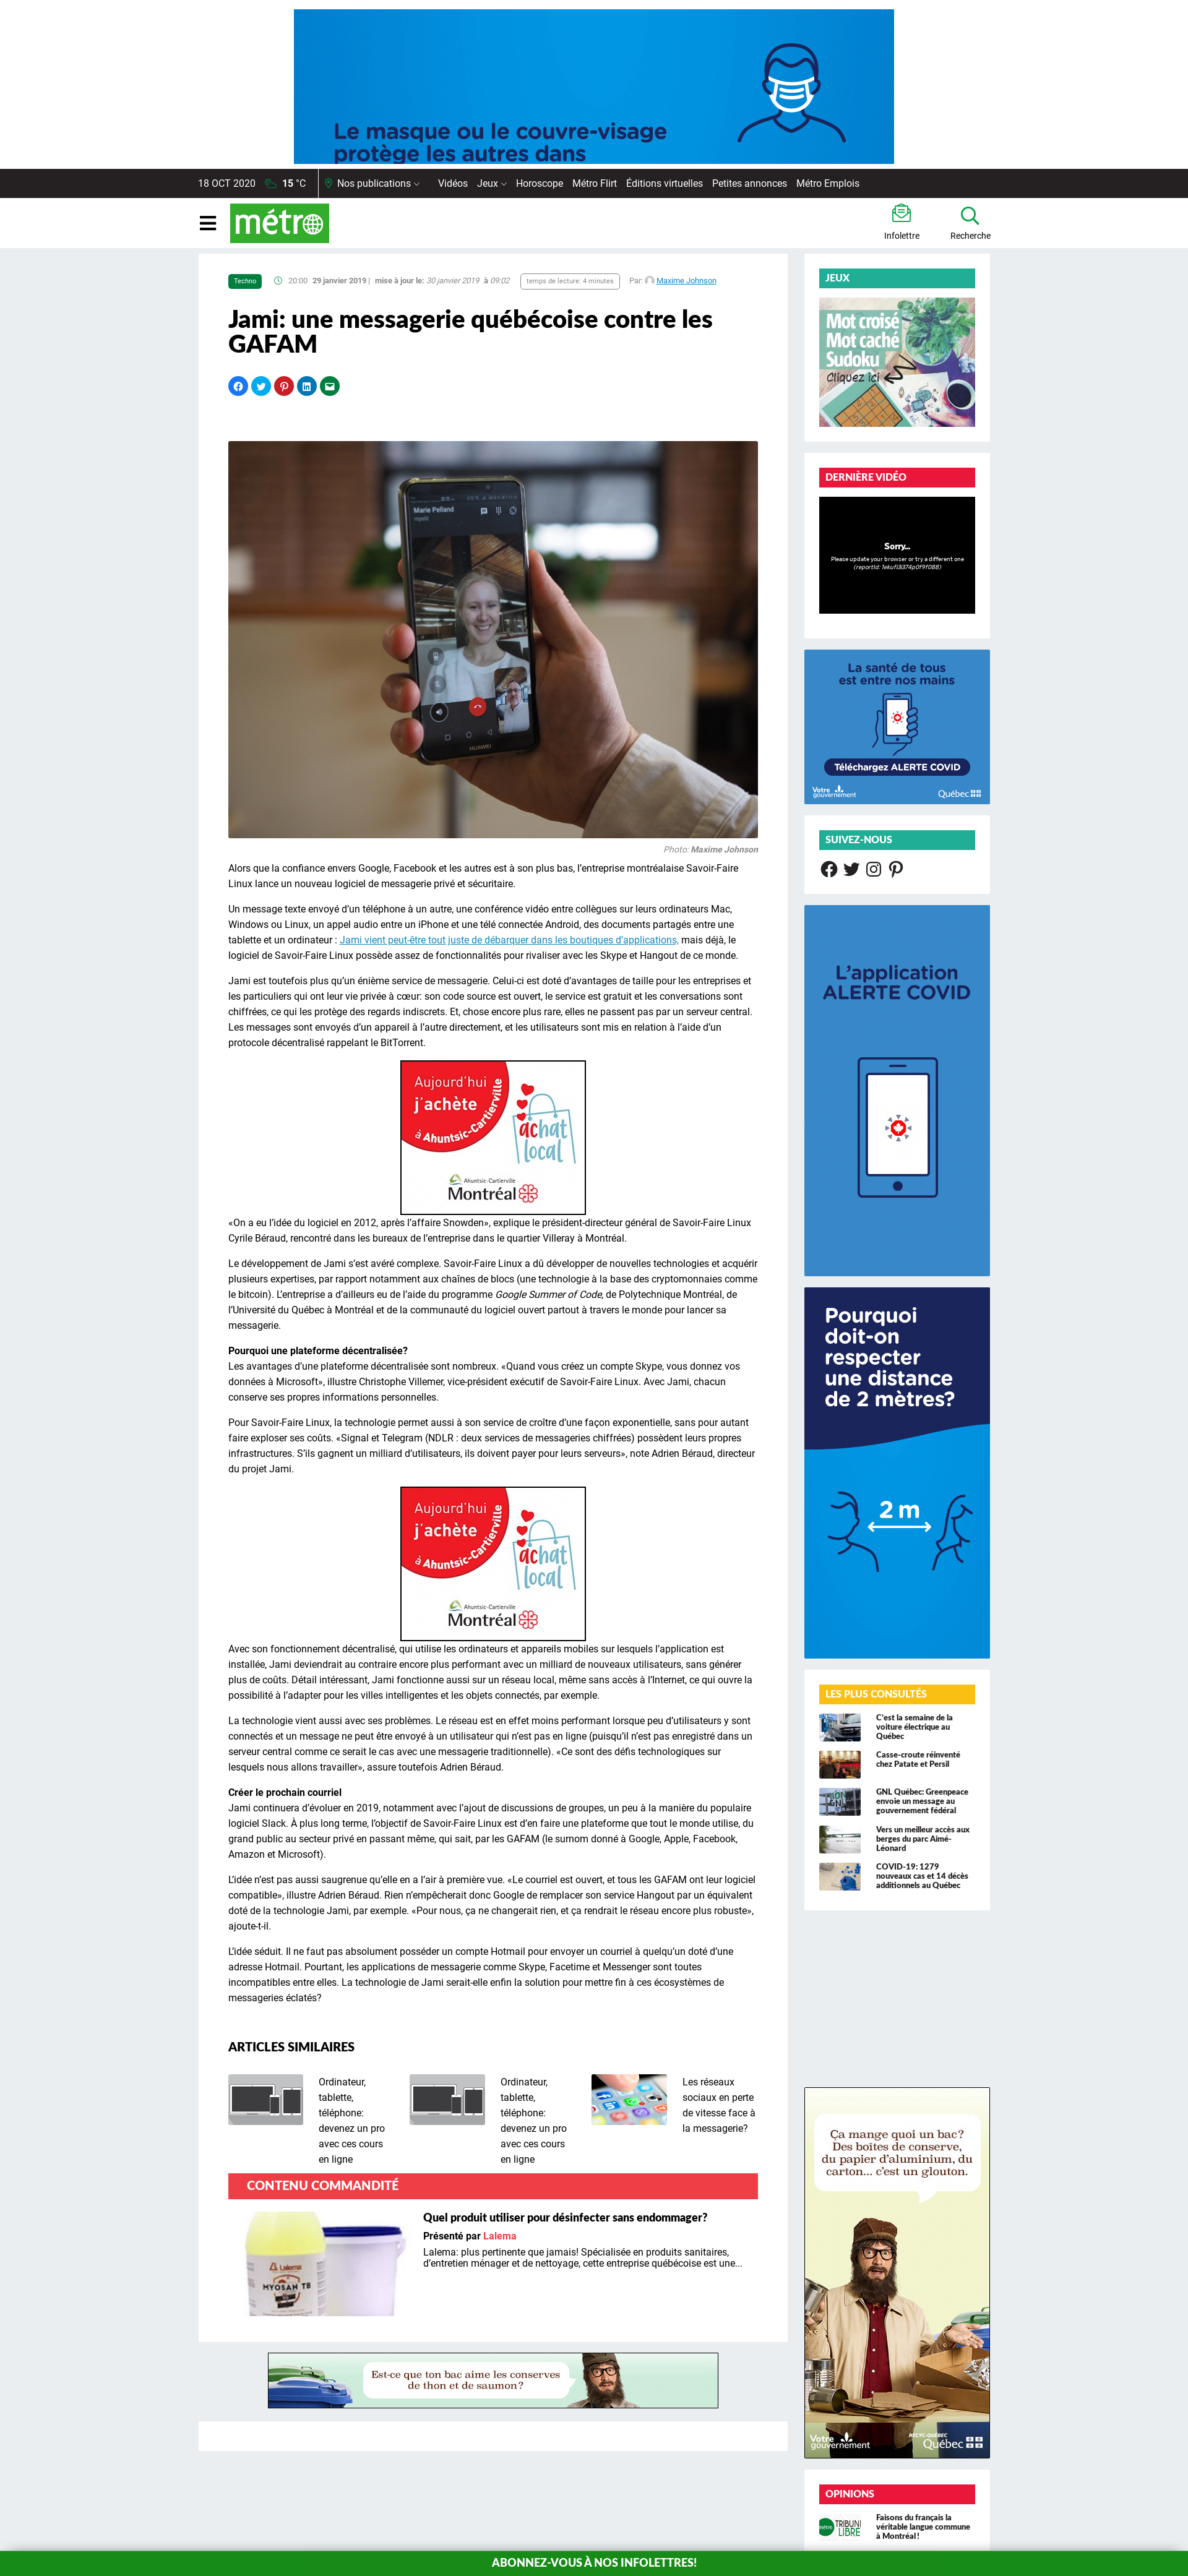 Le masque ou le couvre-visage
protège les autres dans
18 OCT 2020 15 °C Nos publications Vidéos Jeux Horoscope Métro Flirt Éditions virtuelles Petites annonces Métro Emplois
métro
Infolettre Recherche
Techno 20:00 29 janvier 2019 | mise à jour le: 30 janvier 2019 à 09:02 temps de lecture: 4 minutes Par: Maxime Johnson
Jami: une messagerie québécoise contre les
GAFAM
Marie Pelland
HUAWEI
Photo: Maxime Johnson
Alors que la confiance envers Google, Facebook et les autres est à son plus bas, l’entreprise montréalaise Savoir-Faire
Linux lance un nouveau logiciel de messagerie privé et sécuritaire.
Un message texte envoyé d’un téléphone à un autre, une conférence vidéo entre collègues sur leurs ordinateurs Mac,
Windows ou Linux, un appel audio entre un iPhone et une télé connectée Android, des documents partagés entre une
tablette et un ordinateur : Jami vient peut-être tout juste de débarquer dans les boutiques d’applications, mais déjà, le
logiciel de Savoir-Faire Linux possède assez de fonctionnalités pour rivaliser avec les Skype et Hangout de ce monde.
Jami est toutefois plus qu’un énième service de messagerie. Celui-ci est doté d’avantages de taille pour les entreprises et
les particuliers qui ont leur vie privée à cœur: son code source est ouvert, le service est gratuit et les conversations sont
chiffrées, ce qui les protège des regards indiscrets. Et, chose encore plus rare, elles ne passent pas par un serveur central.
Les messages sont envoyés d’un appareil à l’autre directement, et les utilisateurs sont mis en relation à l’aide d’un
protocole décentralisé rappelant le BitTorrent.
Aujourd'hui
j'achète
à Ahuntsic-Cartierville
achat
local
Ahuntsic-Cartierville
Montréal
«On a eu l’idée du logiciel en 2012, après l’affaire Snowden», explique le président-directeur général de Savoir-Faire Linux
Cyrile Béraud, rencontré dans les bureaux de l’entreprise dans le quartier Villeray à Montréal.
Le développement de Jami s’est avéré complexe. Savoir-Faire Linux a dû développer de nouvelles technologies et acquérir
plusieurs expertises, par rapport notamment aux chaînes de blocs (une technologie à la base des cryptomonnaies comme
le bitcoin). L’entreprise a d’ailleurs eu de l’aide du programme Google Summer of Code, de Polytechnique Montréal, de
l’Université du Québec à Montréal et de la communauté du logiciel ouvert partout à travers le monde pour lancer sa
messagerie.
Pourquoi une plateforme décentralisée?
Les avantages d’une plateforme décentralisée sont nombreux. «Quand vous créez un compte Skype, vous donnez vos
données à Microsoft», illustre Christophe Villemer, vice-président exécutif de Savoir-Faire Linux. Avec Jami, chacun
conserve ses propres informations personnelles.
Pour Savoir-Faire Linux, la technologie permet aussi à son service de croître d’une façon exponentielle, sans pour autant
faire exploser ses coûts. «Signal et Telegram (NDLR : deux services de messageries chiffrées) possèdent leurs propres
infrastructures. S’ils gagnent un milliard d’utilisateurs, ils doivent payer pour leurs serveurs», note Adrien Béraud, directeur
du projet Jami.
Aujourd'hui
j'achète
à Ahuntsic-Cartierville
achat
local
Ahuntsic-Cartierville
Montréal
Avec son fonctionnement décentralisé, qui utilise les ordinateurs et appareils mobiles sur lesquels l’application est
installée, Jami deviendrait au contraire encore plus performant avec un milliard de nouveaux utilisateurs, sans générer
plus de coûts. Détail intéressant, Jami fonctionne aussi sur un réseau local, même sans accès à l’Internet, ce qui ouvre la
possibilité à l’adapter pour les villes intelligentes et les objets connectés, par exemple.
La technologie vient aussi avec ses problèmes. Le réseau est en effet moins performant lorsque peu d’utilisateurs y sont
connectés et un message ne peut être envoyé à un utilisateur qui n’est pas en ligne (puisqu’il n’est pas enregistré dans un
serveur central comme ce serait le cas avec une messagerie traditionnelle). «Ce sont des défis technologiques sur
lesquels nous allons travailler», assure toutefois Adrien Béraud.
Créer le prochain courriel
Jami continuera d’évoluer en 2019, notamment avec l’ajout de discussions de groupes, un peu à la manière du populaire
logiciel Slack. À plus long terme, l’objectif de Savoir-Faire Linux est d’en faire une plateforme que tout le monde utilise, du
grand public au secteur privé en passant même, qui sait, par les GAFAM (le surnom donné à Google, Apple, Facebook,
Amazon et Microsoft).
L’idée n’est pas aussi saugrenue qu’elle en a l’air à première vue. «Le courriel est ouvert, et tous les GAFAM ont leur logiciel
compatible», illustre Adrien Béraud. Rien n’empêcherait donc Google de remplacer son service Hangout par un équivalent
doté de la technologie Jami, par exemple. «Pour nous, ça ne changerait rien, et ça rendrait le réseau encore plus robuste»,
ajoute-t-il.
L’idée séduit. Il ne faut pas absolument posséder un compte Hotmail pour envoyer un courriel à quelqu’un doté d’une
adresse Hotmail. Pourtant, les applications de messagerie comme Skype, Facetime et Messenger sont toutes
incompatibles entre elles. La technologie de Jami serait-elle enfin la solution pour mettre fin à ces écosystèmes de
messageries éclatés?
ARTICLES SIMILAIRES
Ordinateur,
tablette,
téléphone:
devenez un pro
avec ces cours
en ligne
Ordinateur,
tablette,
téléphone:
devenez un pro
avec ces cours
en ligne
Les réseaux
sociaux en perte
de vitesse face à
la messagerie?
CONTENU COMMANDITÉ
Lalema
MYOSAN TB
Quel produit utiliser pour désinfecter sans endommager?
Présenté par Lalema
Lalema: plus pertinente que jamais! Spécialisée en produits sanitaires,
d’entretien ménager et de nettoyage, cette entreprise québécoise est une...
Est-ce que ton bac aime les conserves
de thon et de saumon?
JEUX
Mot croisé
Mot caché
Sudoku
Cliquez ici
DERNIÈRE VIDÉO
Sorry...
Please update your browser or try a different one
(reportId: 1ekufi3i374p0f9f088)
La santé de tous
est entre nos mains
Téléchargez ALERTE COVID
Votre
gouvernement
Québec
SUIVEZ-NOUS
L’application
ALERTE COVID
Pourquoi
doit-on
respecter
une distance
de 2 mètres?
2 m
LES PLUS CONSULTÉS
C’est la semaine de la
voiture électrique au
Québec
Casse-croute réinventé
chez Patate et Persil
GNL Québec: Greenpeace
envoie un message au
gouvernement fédéral
Vers un meilleur accès aux
berges du parc Aimé-
Léonard
COVID-19: 1279
nouveaux cas et 14 décès
additionnels au Québec
Ça mange quoi un bac?
Des boîtes de conserve,
du papier d’aluminium, du
carton... c’est un glouton.
Votre
gouvernement
RECYC-QUÉBEC
Québec
OPINIONS
métro
TRIBUNE
LIBRE
Faisons du français la
véritable langue commune
à Montréal!
ABONNEZ-VOUS À NOS INFOLETTRES!